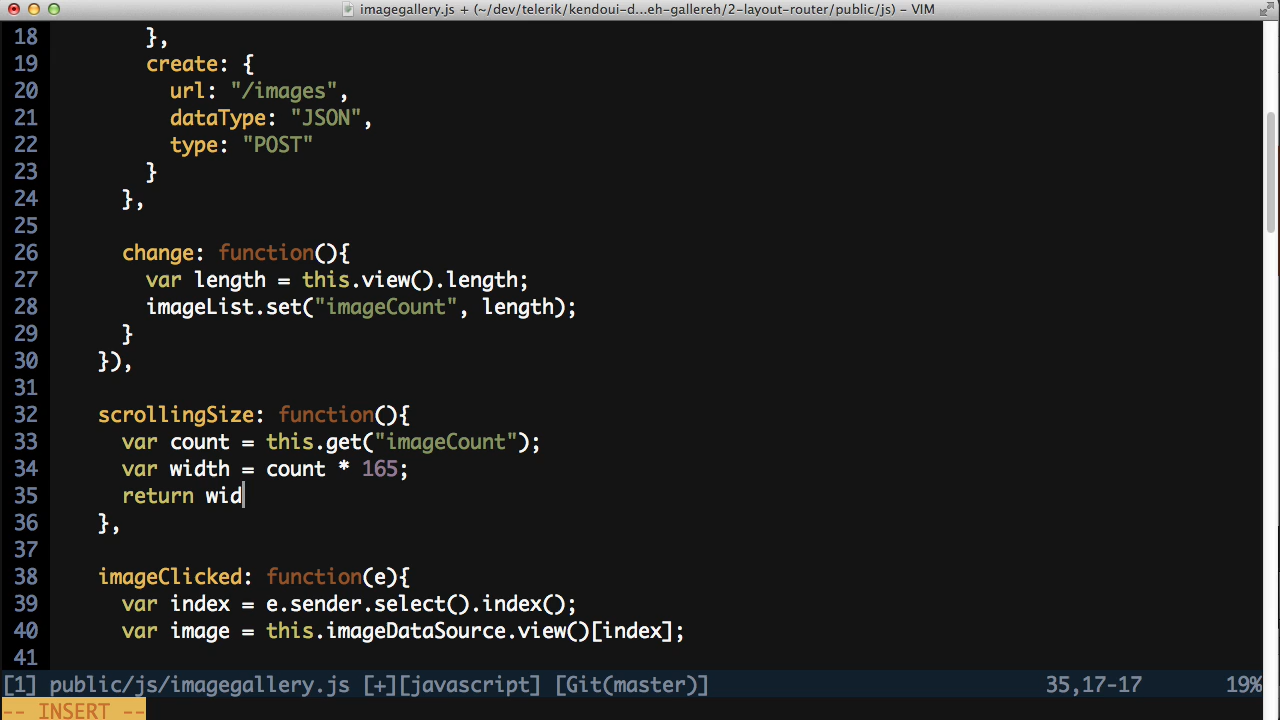 imagegallery.js + (~/dev/telerik/kendoui-d...eh-gallereh/2-layout-router/public/js) – VIM
18 },
19 create: {
20 url: "/images",
21 dataType: "JSON",
22 type: "POST"
23 }
24 },
25
26 change: function(){
27 var length = this.view().length;
28 imageList.set("imageCount", length);
29 }
30 }),
31
32 scrollingSize: function(){
33 var count = this.get("imageCount");
34 var width = count * 165;
35 return wid
36 },
37
38 imageClicked: function(e){
39 var index = e.sender.select().index();
40 var image = this.imageDataSource.view()[index];
41
[1] public/js/imagegallery.js [+][javascript] [Git(master)] 35,17-17 19%
-- INSERT --